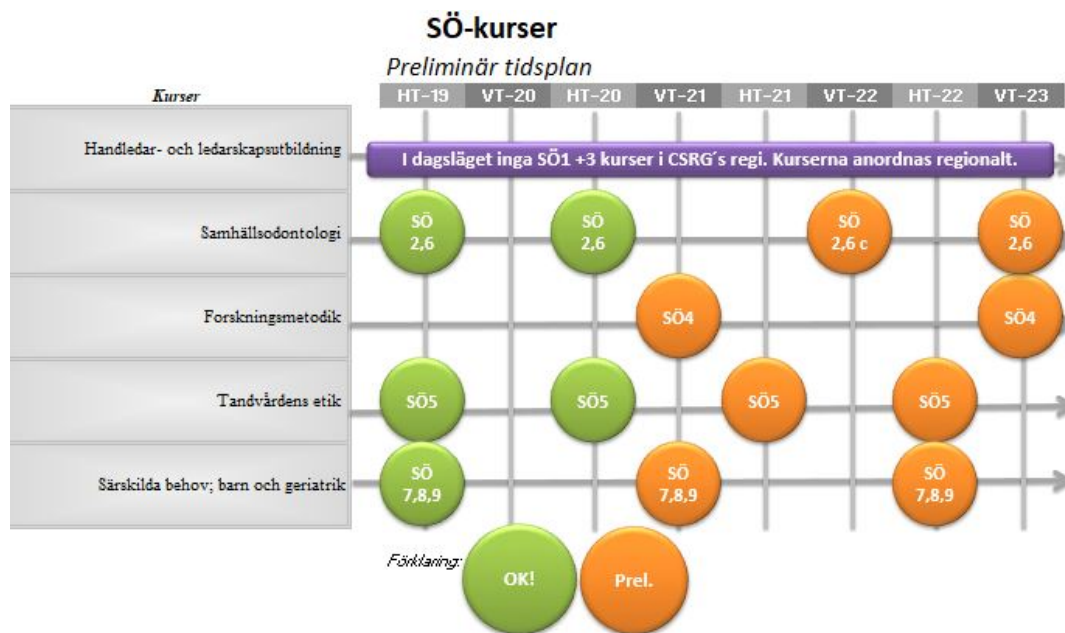 SÖ-kurser
Preliminär tidsplan
Kurser
HT-19 VT-20 HT-20 VT-21 HT-21 VT-22 HT-22 VT-23
Handledar- och ledarskapsutbildning
I dagsläget inga SÖ1 +3 kurser i CSRG´s regi. Kurserna anordnas regionalt.
Samhällsodontologi
SÖ
2,6
SÖ
2,6
SÖ
2,6 c
SÖ
2,6
Forskningsmetodik
SÖ4
SÖ4
Tandvårdens etik
SÖ5
SÖ5
SÖ5
SÖ5
Särskilda behov; barn och geriatrik
SÖ
7,8,9
SÖ
7,8,9
SÖ
7,8,9
Förklaring:
OK!
Prel.